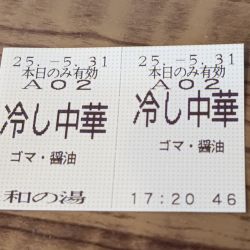 25.-5.31
本日のみ有効
A02
冷し中華
ゴマ・醤油
和の湯
25.-5.31
本日のみ有効
A02
冷し中華
ゴマ・醤油
17:20 46